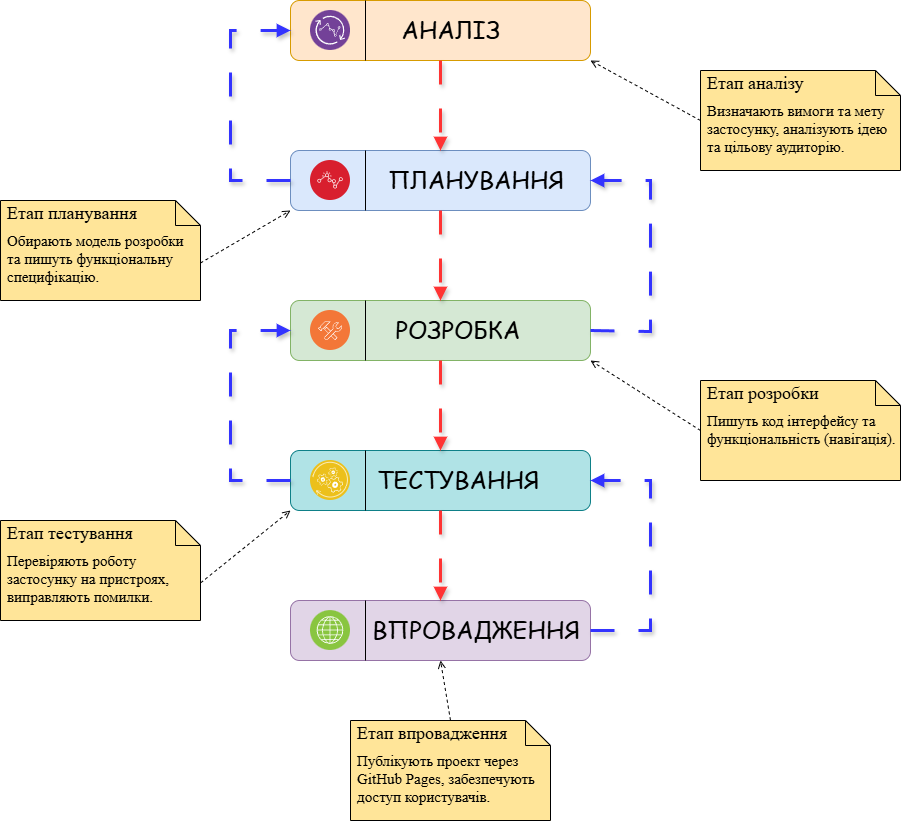 АНАЛІЗ
Етап аналізу
Визначають вимоги та мету
застосунку, аналізують ідею
та цільову аудиторію.
ПЛАНУВАННЯ
Етап планування
Обирають модель розробки
та пишуть функціональну
специфікацію.
РОЗРОБКА
Етап розробки
Пишуть код інтерфейсу та
функціональність (навігація).
ТЕСТУВАННЯ
Етап тестування
Перевіряють роботу
застосунку на пристроях,
виправляють помилки.
ВПРОВАДЖЕННЯ
Етап впровадження
Публікують проект через
GitHub Pages, забезпечують
доступ користувачів.